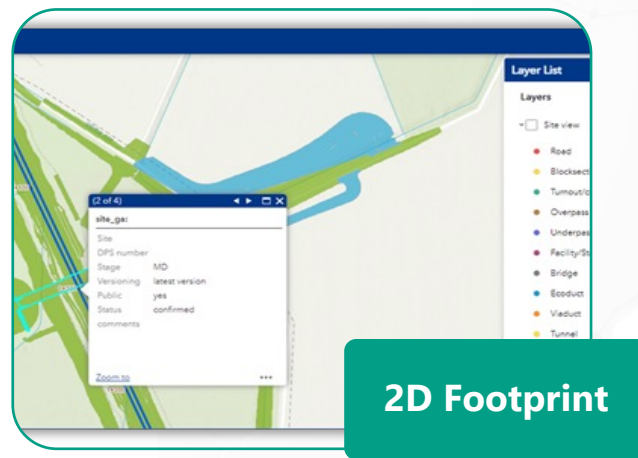 Layer List
Layers
Site view
Road
Blocksect
Turnout/c
Overpass
Underpas
Facility/St
Bridge
Ecoduct
Viaduct
Tunnel
(2 of 4)
site_ga:
Site
DPS number
Stage MD
Versioning latest version
Public yes
Status confirmed
comments
Zoom to
2D Footprint